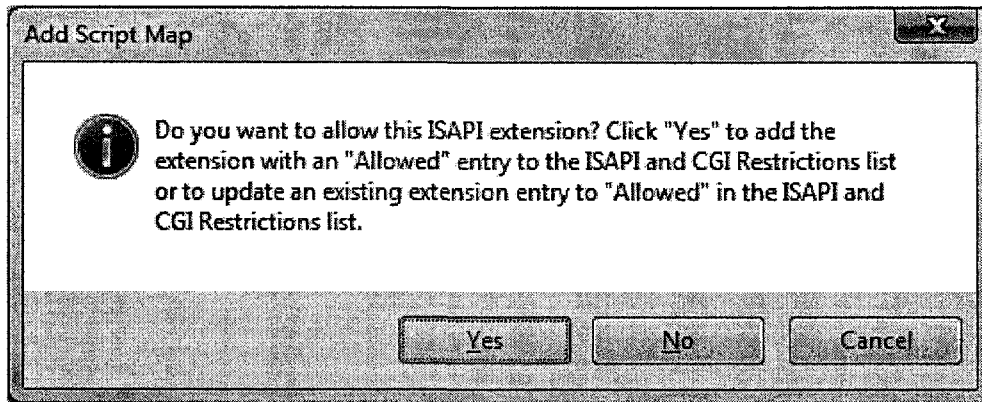 Add Script Map
Do you want to allow this ISAPI extension? Click "Yes" to add the
extension with an "Allowed" entry to the ISAPI and CGI Restrictions list
or to update an existing extension entry to "Allowed" in the ISAPI and
CGI Restrictions list.
Yes No Cancel